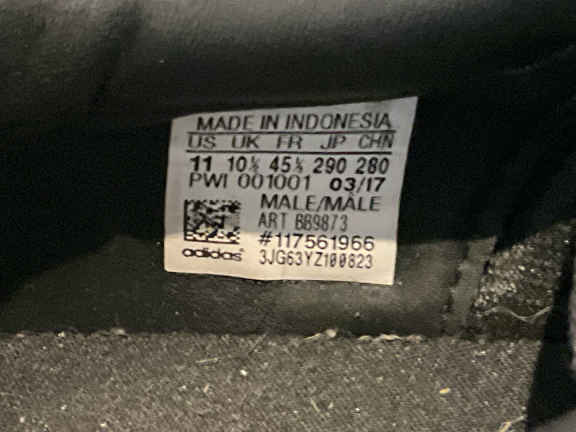 MADE IN INDONESIA
US UK FR JP CHN
11 10½ 45⅓ 290 280
PWI 001001 03/17
MALE/MÂLE
ART BB9873
#117561966
adidas® 3JG63YZ100823